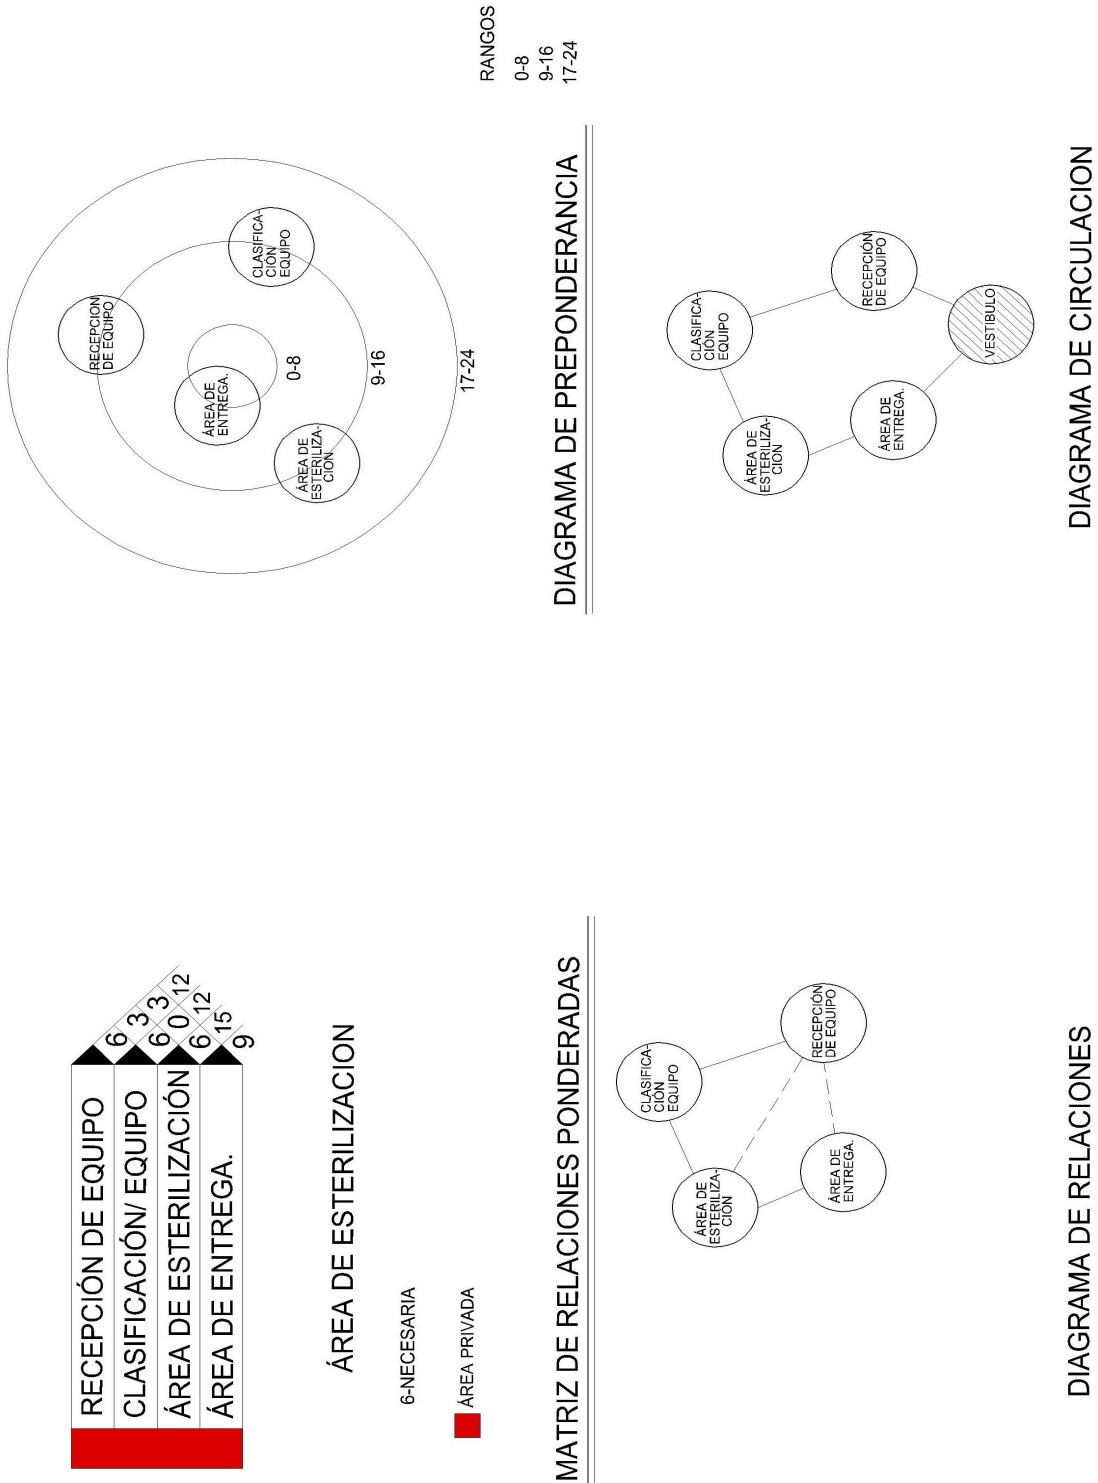 RECEPCIÓN DE EQUIPO
CLASIFICACIÓN/ EQUIPO
ÁREA DE ESTERILIZACIÓN
ÁREA DE ENTREGA.
6
3
3
12
6
0
12
6
15
9
ÁREA DE ESTERILIZACION
6-NECESARIA
ÁREA PRIVADA
MATRIZ DE RELACIONES PONDERADAS
RECEPCION
DE EQUIPO
CLASIFICA-
CIÓN
EQUIPO
ÁREA DE
ENTREGA.
ÁREA DE
ESTERILIZA-
CION
0-8
9-16
17-24
RANGOS
0-8
9-16
17-24
DIAGRAMA DE PREPONDERANCIA
CLASIFICA-
CIÓN
EQUIPO
RECEPCIÓN
DE EQUIPO
ÁREA DE
ESTERILIZA-
CION
ÁREA DE
ENTREGA.
DIAGRAMA DE RELACIONES
CLASIFICA-
CIÓN
EQUIPO
RECEPCIÓN
DE EQUIPO
ÁREA DE
ESTERILIZA-
CION
ÁREA DE
ENTREGA.
VESTIBULO
DIAGRAMA DE CIRCULACION